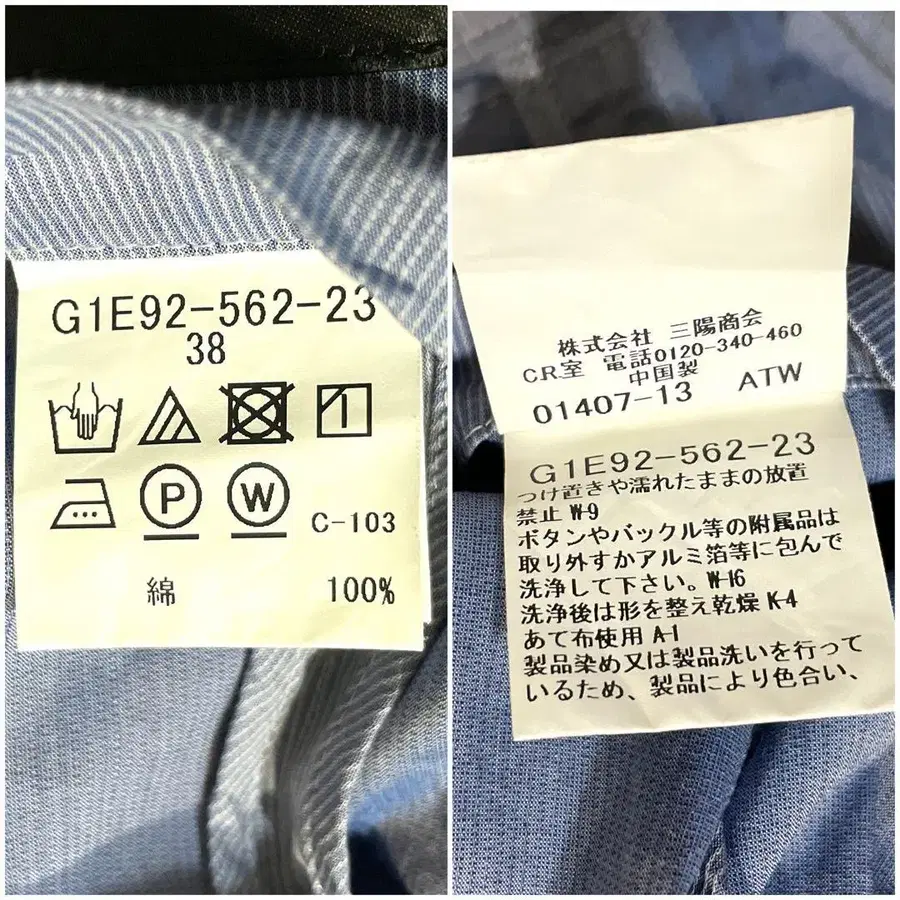 G1E92-562-23
38
P
W
C-103
綿 100%
株式会社 三陽商会
C.R室 電話0120-340-460
中国製
01407-13 ATW
G1E92-562-23
つけ置きや濡れたままの放置
禁止 W-9
ボタンやバックル等の附属品は
取り外すかアルミ箔等に包んで
洗浄して下さい。W-16
洗浄後は形を整え乾燥 K-4
あて布使用 A-1
製品染め又は製品洗いを行って
いるため、製品により色合い、